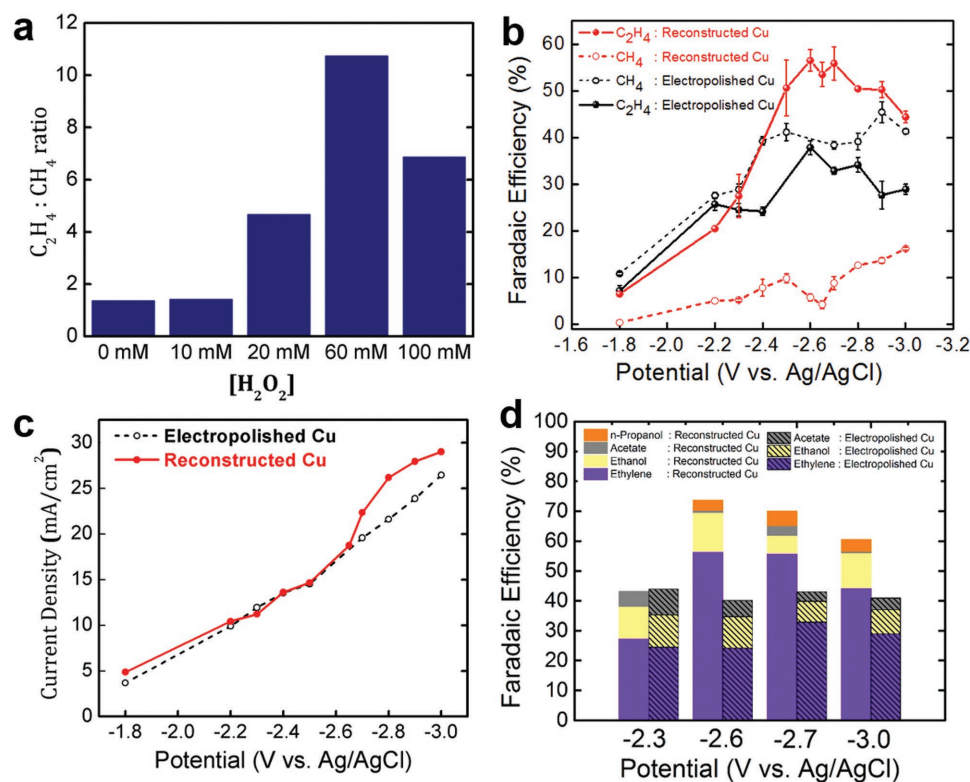 a
C₂H₄ : CH₄ ratio
12
10
8
6
4
2
0
0 mM 10 mM 20 mM 60 mM 100 mM
[H₂O₂]
b
Faradaic Efficiency (%)
60
50
40
30
20
10
0
C₂H₄ : Reconstructed Cu
CH₄ : Reconstructed Cu
CH₄ : Electropolished Cu
C₂H₄ : Electropolished Cu
-1.6 -1.8 -2.0 -2.2 -2.4 -2.6 -2.8 -3.0 -3.2
Potential (V vs. Ag/AgCl)
c
Current Density (mA/cm²)
30
25
20
15
10
5
0
Electropolished Cu
Reconstructed Cu
-1.8 -2.0 -2.2 -2.4 -2.6 -2.8 -3.0
Potential (V vs. Ag/AgCl)
d
Faradaic Efficiency (%)
100
90
80
70
60
50
40
30
20
10
0
n-Propanol : Reconstructed Cu
Acetate : Reconstructed Cu
Ethanol : Reconstructed Cu
Ethylene : Reconstructed Cu
Acetate : Electropolished Cu
Ethanol : Electropolished Cu
Ethylene : Electropolished Cu
-2.3 -2.6 -2.7 -3.0
Potential (V vs. Ag/AgCl)